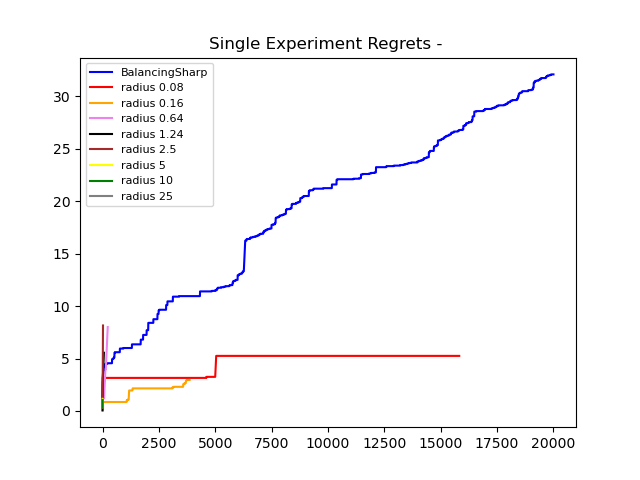 Single Experiment Regrets -
BalancingSharp
radius 0.08
radius 0.16
radius 0.64
radius 1.24
radius 2.5
radius 5
radius 10
radius 25
30
25
20
15
10
5
0
0 2500 5000 7500 10000 12500 15000 17500 20000